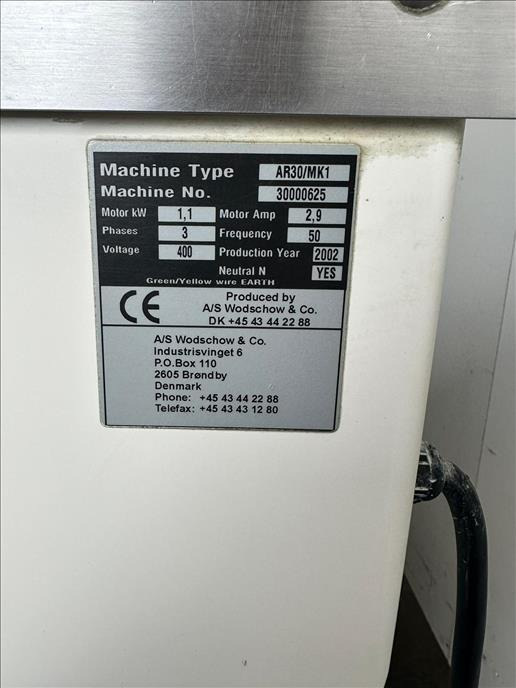 Machine Type AR30/MK1
Machine No. 30000625
Motor kW 1,1 Motor Amp 2,9
Phases 3 Frequency 50
Voltage 400 Production Year 2002
Neutral N YES
Green/Yellow wire EARTH
CE Produced by
A/S Wodschow & Co.
DK +45 43 44 22 88
A/S Wodschow & Co.
Industrisvinget 6
P.O.Box 110
2605 Brøndby
Denmark
Phone: +45 43 44 22 88
Telefax: +45 43 43 12 80